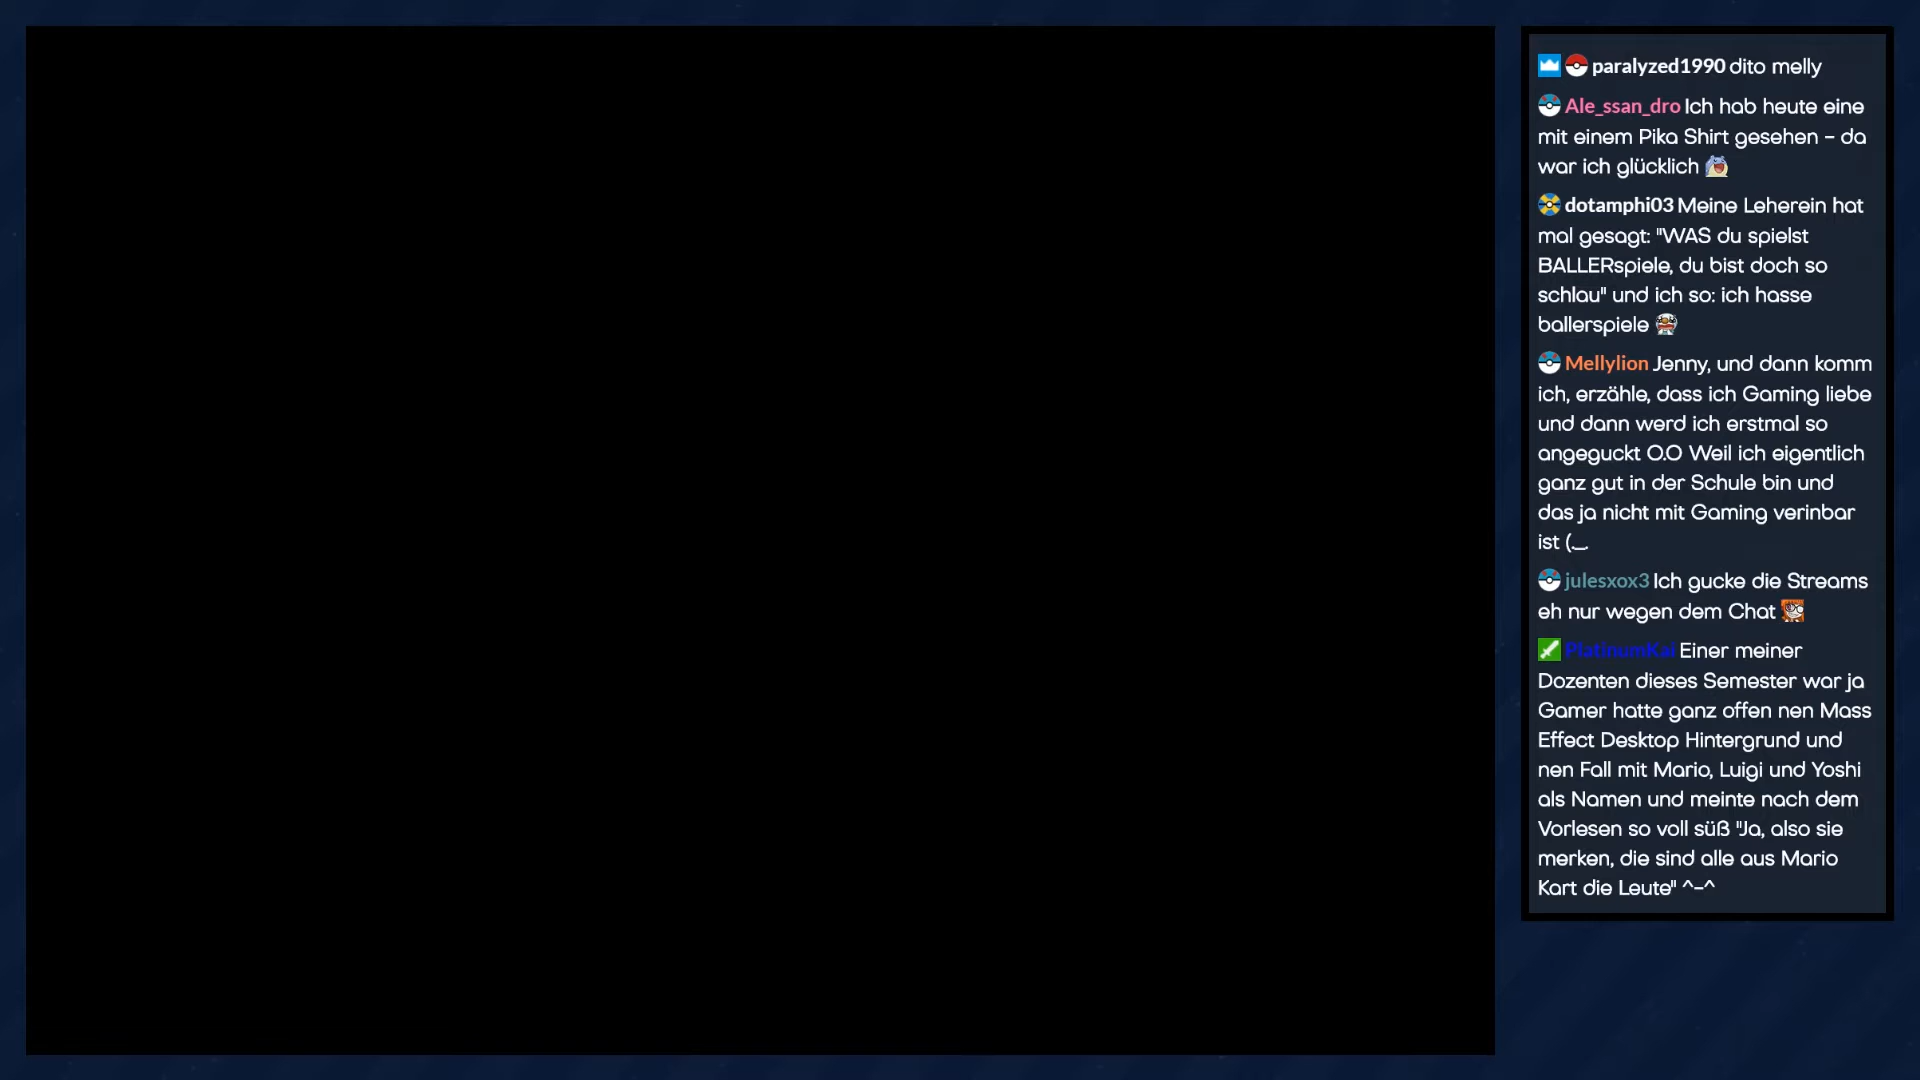 paralyzed1990 dito melly
Ale_ssan_dro Ich hab heute eine
mit einem Pika Shirt gesehen - da
war ich glücklich
dotamphi03 Meine Leherein hat
mal gesagt: "WAS du spielst
BALLERspiele, du bist doch so
schlau" und ich so: ich hasse
ballerspiele
Mellylion Jenny, und dann komm
ich, erzähle, dass ich Gaming liebe
und dann werd ich erstmal so
angeguckt O.O Weil ich eigentlich
ganz gut in der Schule bin und
das ja nicht mit Gaming verinbar
ist (._.
julesxox3 Ich gucke die Streams
eh nur wegen dem Chat
PlatinumKai Einer meiner
Dozenten dieses Semester war ja
Gamer hatte ganz offen nen Mass
Effect Desktop Hintergrund und
nen Fall mit Mario, Luigi und Yoshi
als Namen und meinte nach dem
Vorlesen so voll süß "Ja, also sie
merken, die sind alle aus Mario
Kart die Leute" ^-^